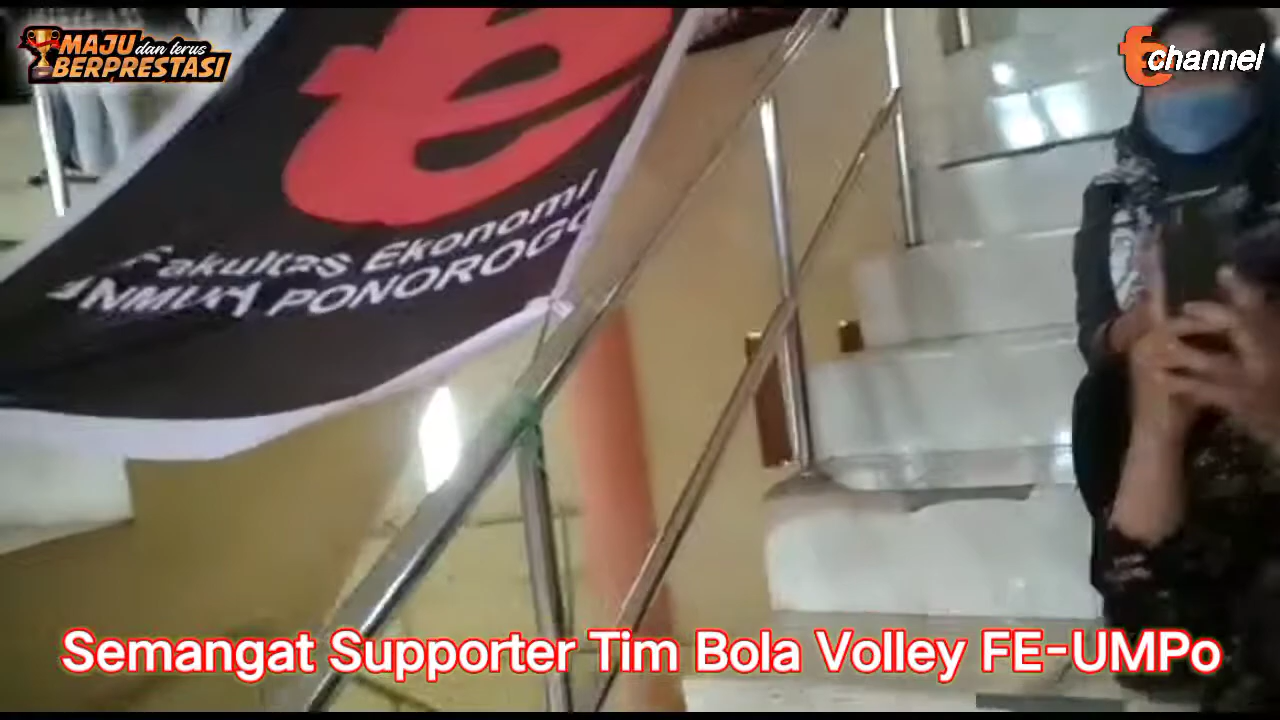 MAJU dan terus
BERPRESTASI
channel
Fakultas Ekonomi
UNMUH PONOROGO
Semangat Supporter Tim Bola Volley FE-UMPo